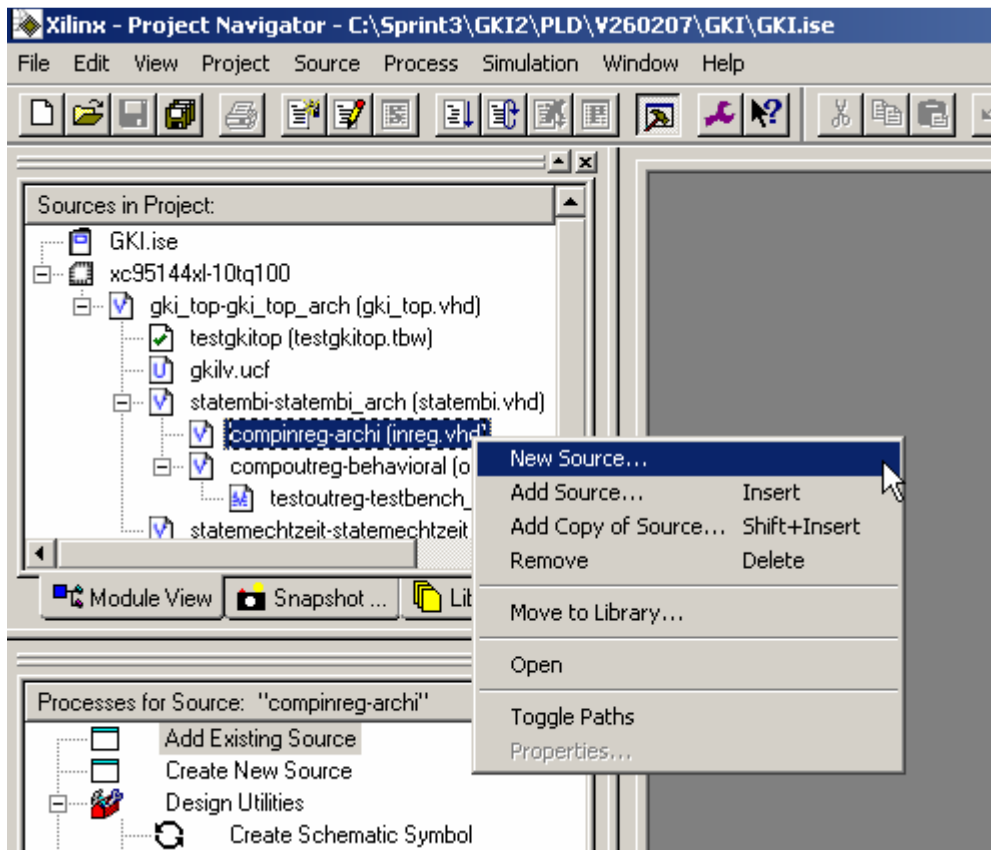 Xilinx - Project Navigator - C:\Sprint3\GKI2\PLD\V260207\GKI\GKI.ise
File Edit View Project Source Process Simulation Window Help
Sources in Project:
GKI.ise
xc95144xl-10tq100
gki_top-gki_top_arch (gki_top.vhd)
testgkitop (testgkitop.tbw)
gkilv.ucf
statembi-statembi_arch (statembi.vhd)
compinreg-archi (inreg.vhd)
compoutreg-behavioral (o
testoutreg-testbench_
statemechtzeit-statemechtzeit
New Source...
Add Source... Insert
Add Copy of Source... Shift+Insert
Remove Delete
Move to Library...
Open
Toggle Paths
Properties...
Module View Snapshot ... Lit
Processes for Source: "compinreg-archi"
Add Existing Source
Create New Source
Design Utilities
Create Schematic Symbol